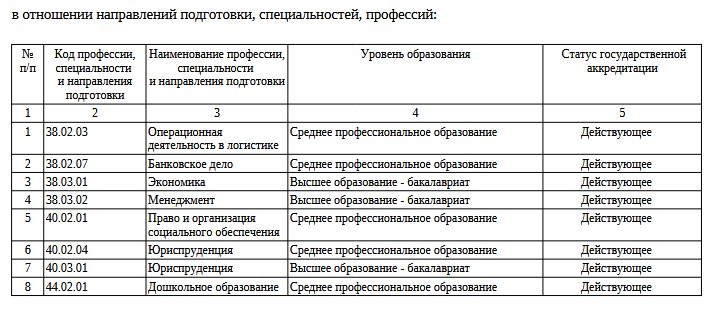 в отношении направлений подготовки, специальностей, профессий:
№ п/п Код профессии, специальности и направления подготовки Наименование профессии, специальности и направления подготовки Уровень образования Статус государственной аккредитации
1 2 3 4 5
1 38.02.03 Операционная деятельность в логистике Среднее профессиональное образование Действующее
2 38.02.07 Банковское дело Среднее профессиональное образование Действующее
3 38.03.01 Экономика Высшее образование - бакалавриат Действующее
4 38.03.02 Менеджмент Высшее образование - бакалавриат Действующее
5 40.02.01 Право и организация социального обеспечения Среднее профессиональное образование Действующее
6 40.02.04 Юриспруденция Среднее профессиональное образование Действующее
7 40.03.01 Юриспруденция Высшее образование - бакалавриат Действующее
8 44.02.01 Дошкольное образование Среднее профессиональное образование Действующее